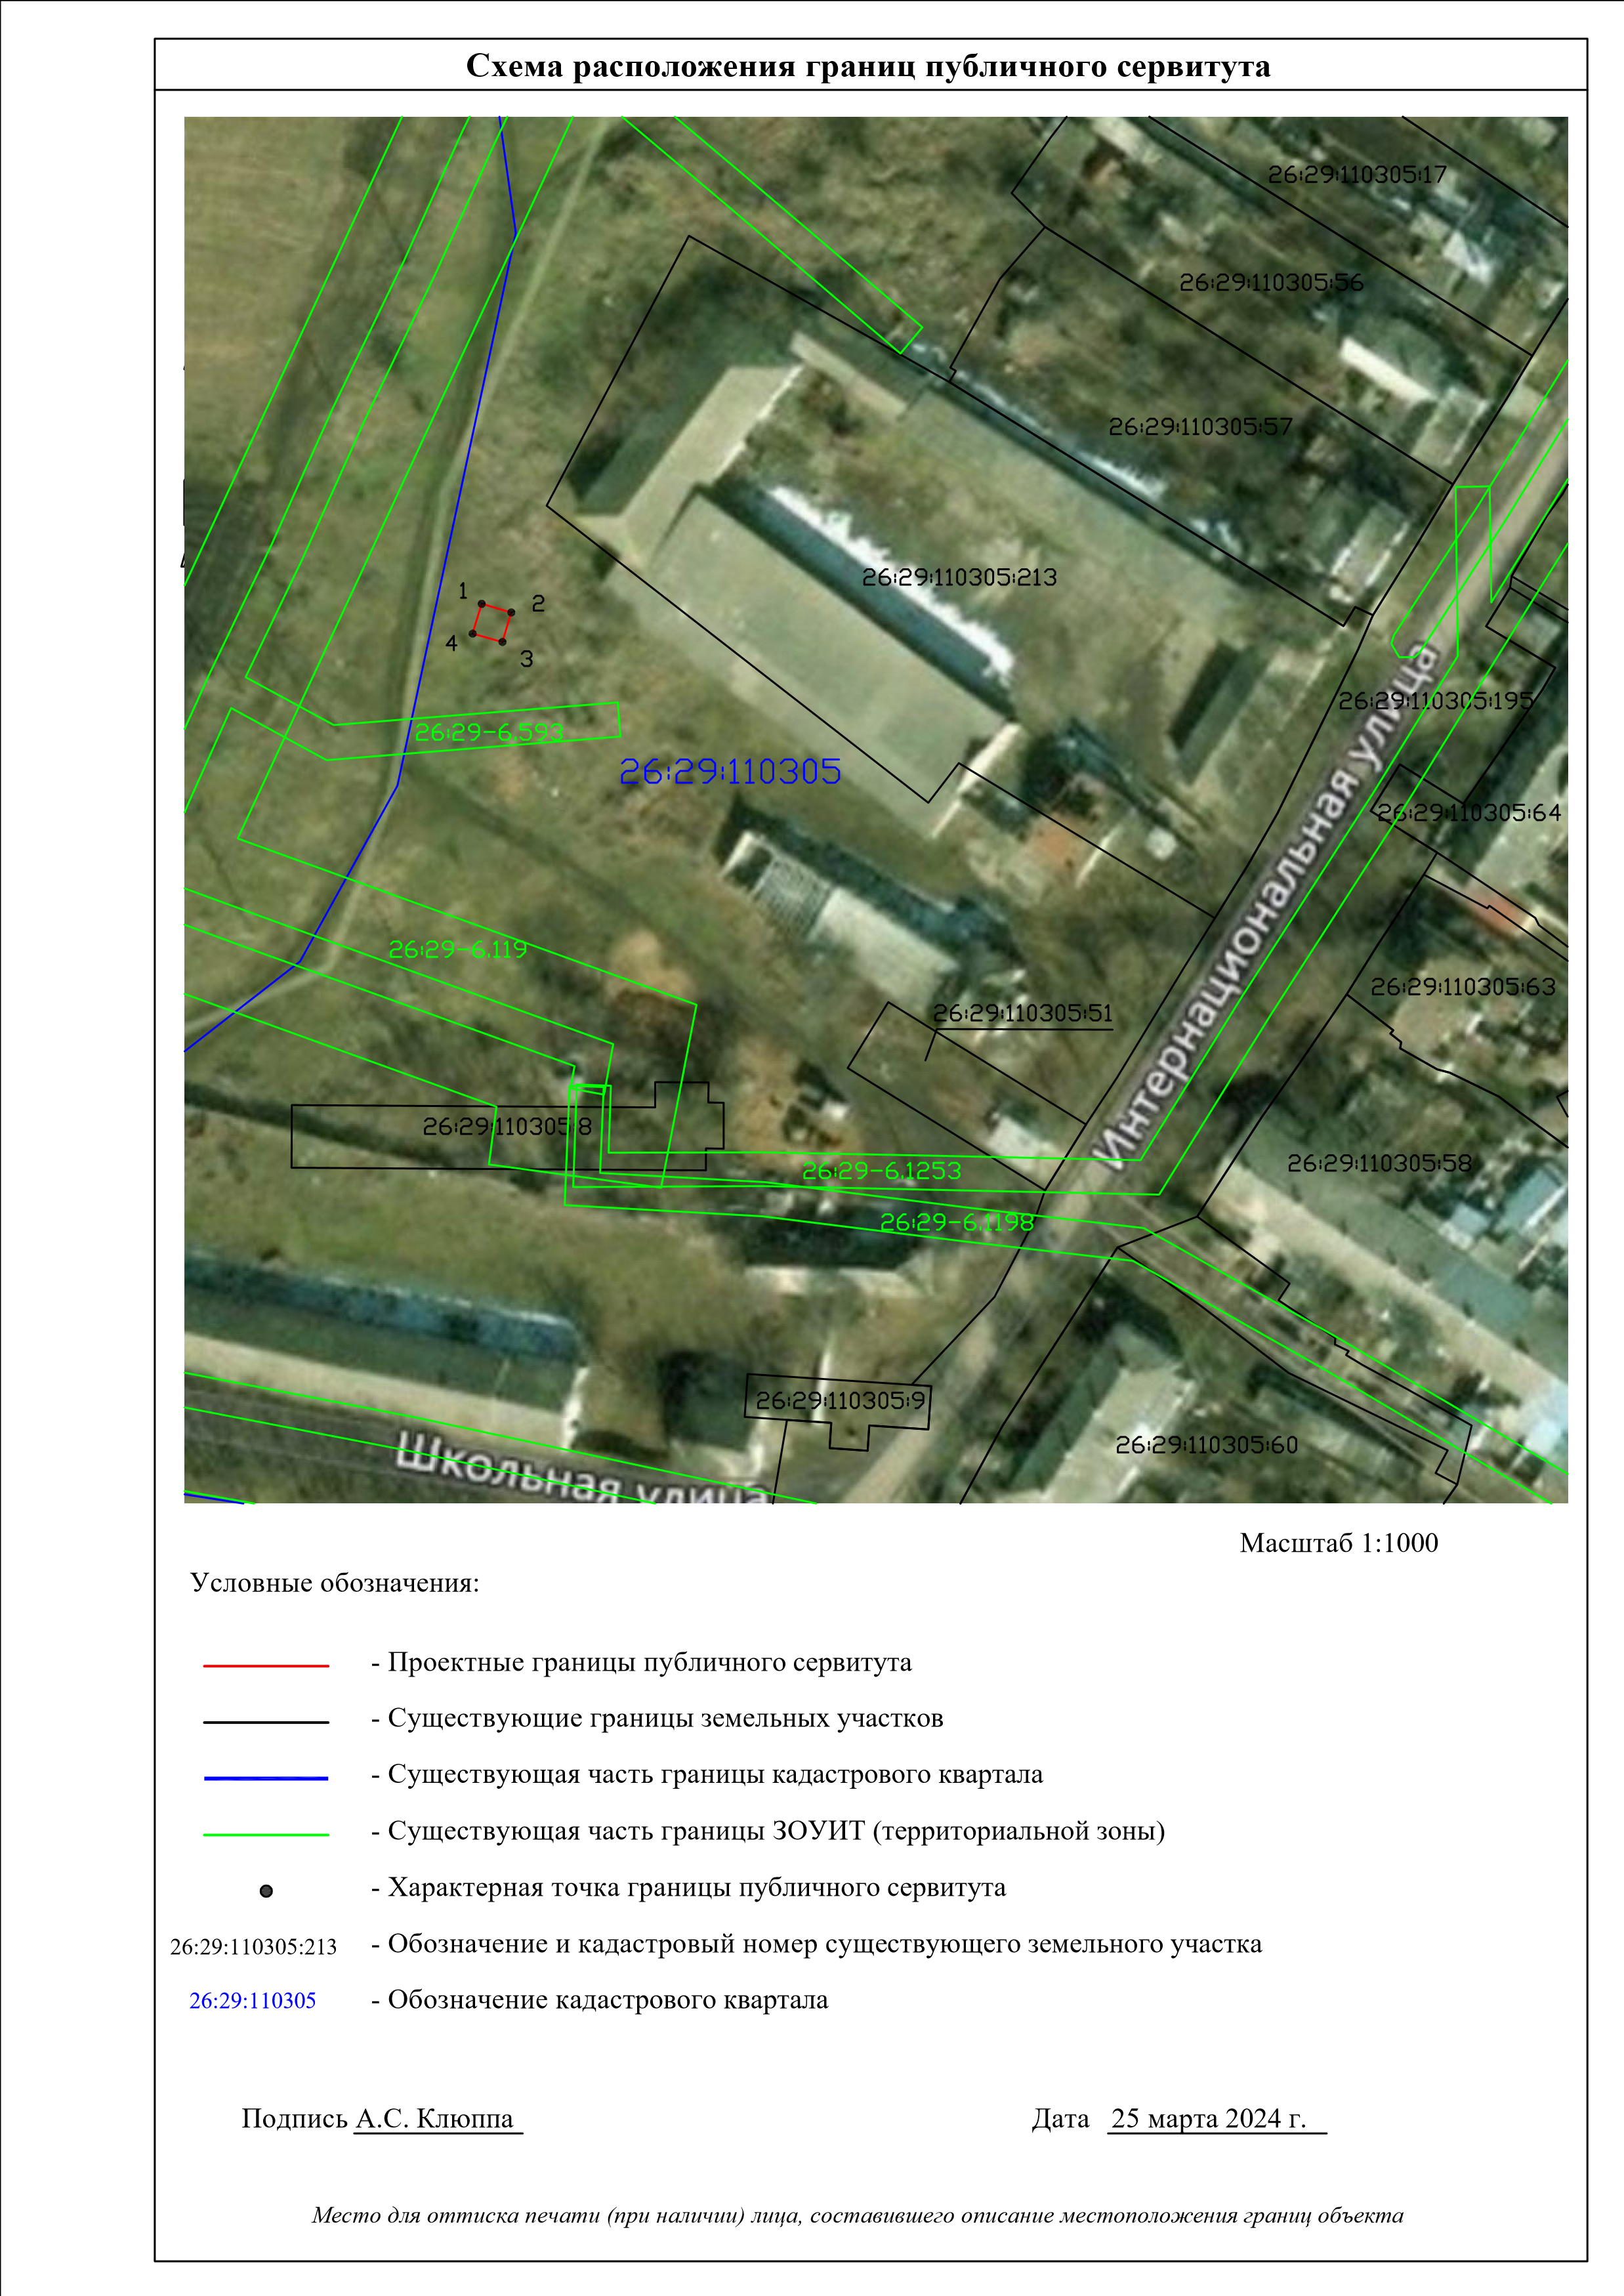 Схема расположения границ публичного сервитута
26:29:110305:17
26:29:110305:56
26:29:110305:57
26:29:110305:213
1
2
4
3
26:29:110305:195
26:29-6.593
26:29:110305
26:29:110305:64
Интернациональная улица
26:29-6.119
26:29:110305:63
26:29:110305:51
26:29:110305:8
26:29-6.1253
26:29:110305:58
26:29-6.1198
26:29:110305:9
26:29:110305:60
Школьная улица
Масштаб 1:1000
Условные обозначения:
- Проектные границы публичного сервитута
- Существующие границы земельных участков
- Существующая часть границы кадастрового квартала
- Существующая часть границы ЗОУИТ (территориальной зоны)
- Характерная точка границы публичного сервитута
26:29:110305:213 - Обозначение и кадастровый номер существующего земельного участка
26:29:110305 - Обозначение кадастрового квартала
Подпись А.С. Клюппа Дата 25 марта 2024 г.
Место для оттиска печати (при наличии) лица, составившего описание местоположения границ объекта